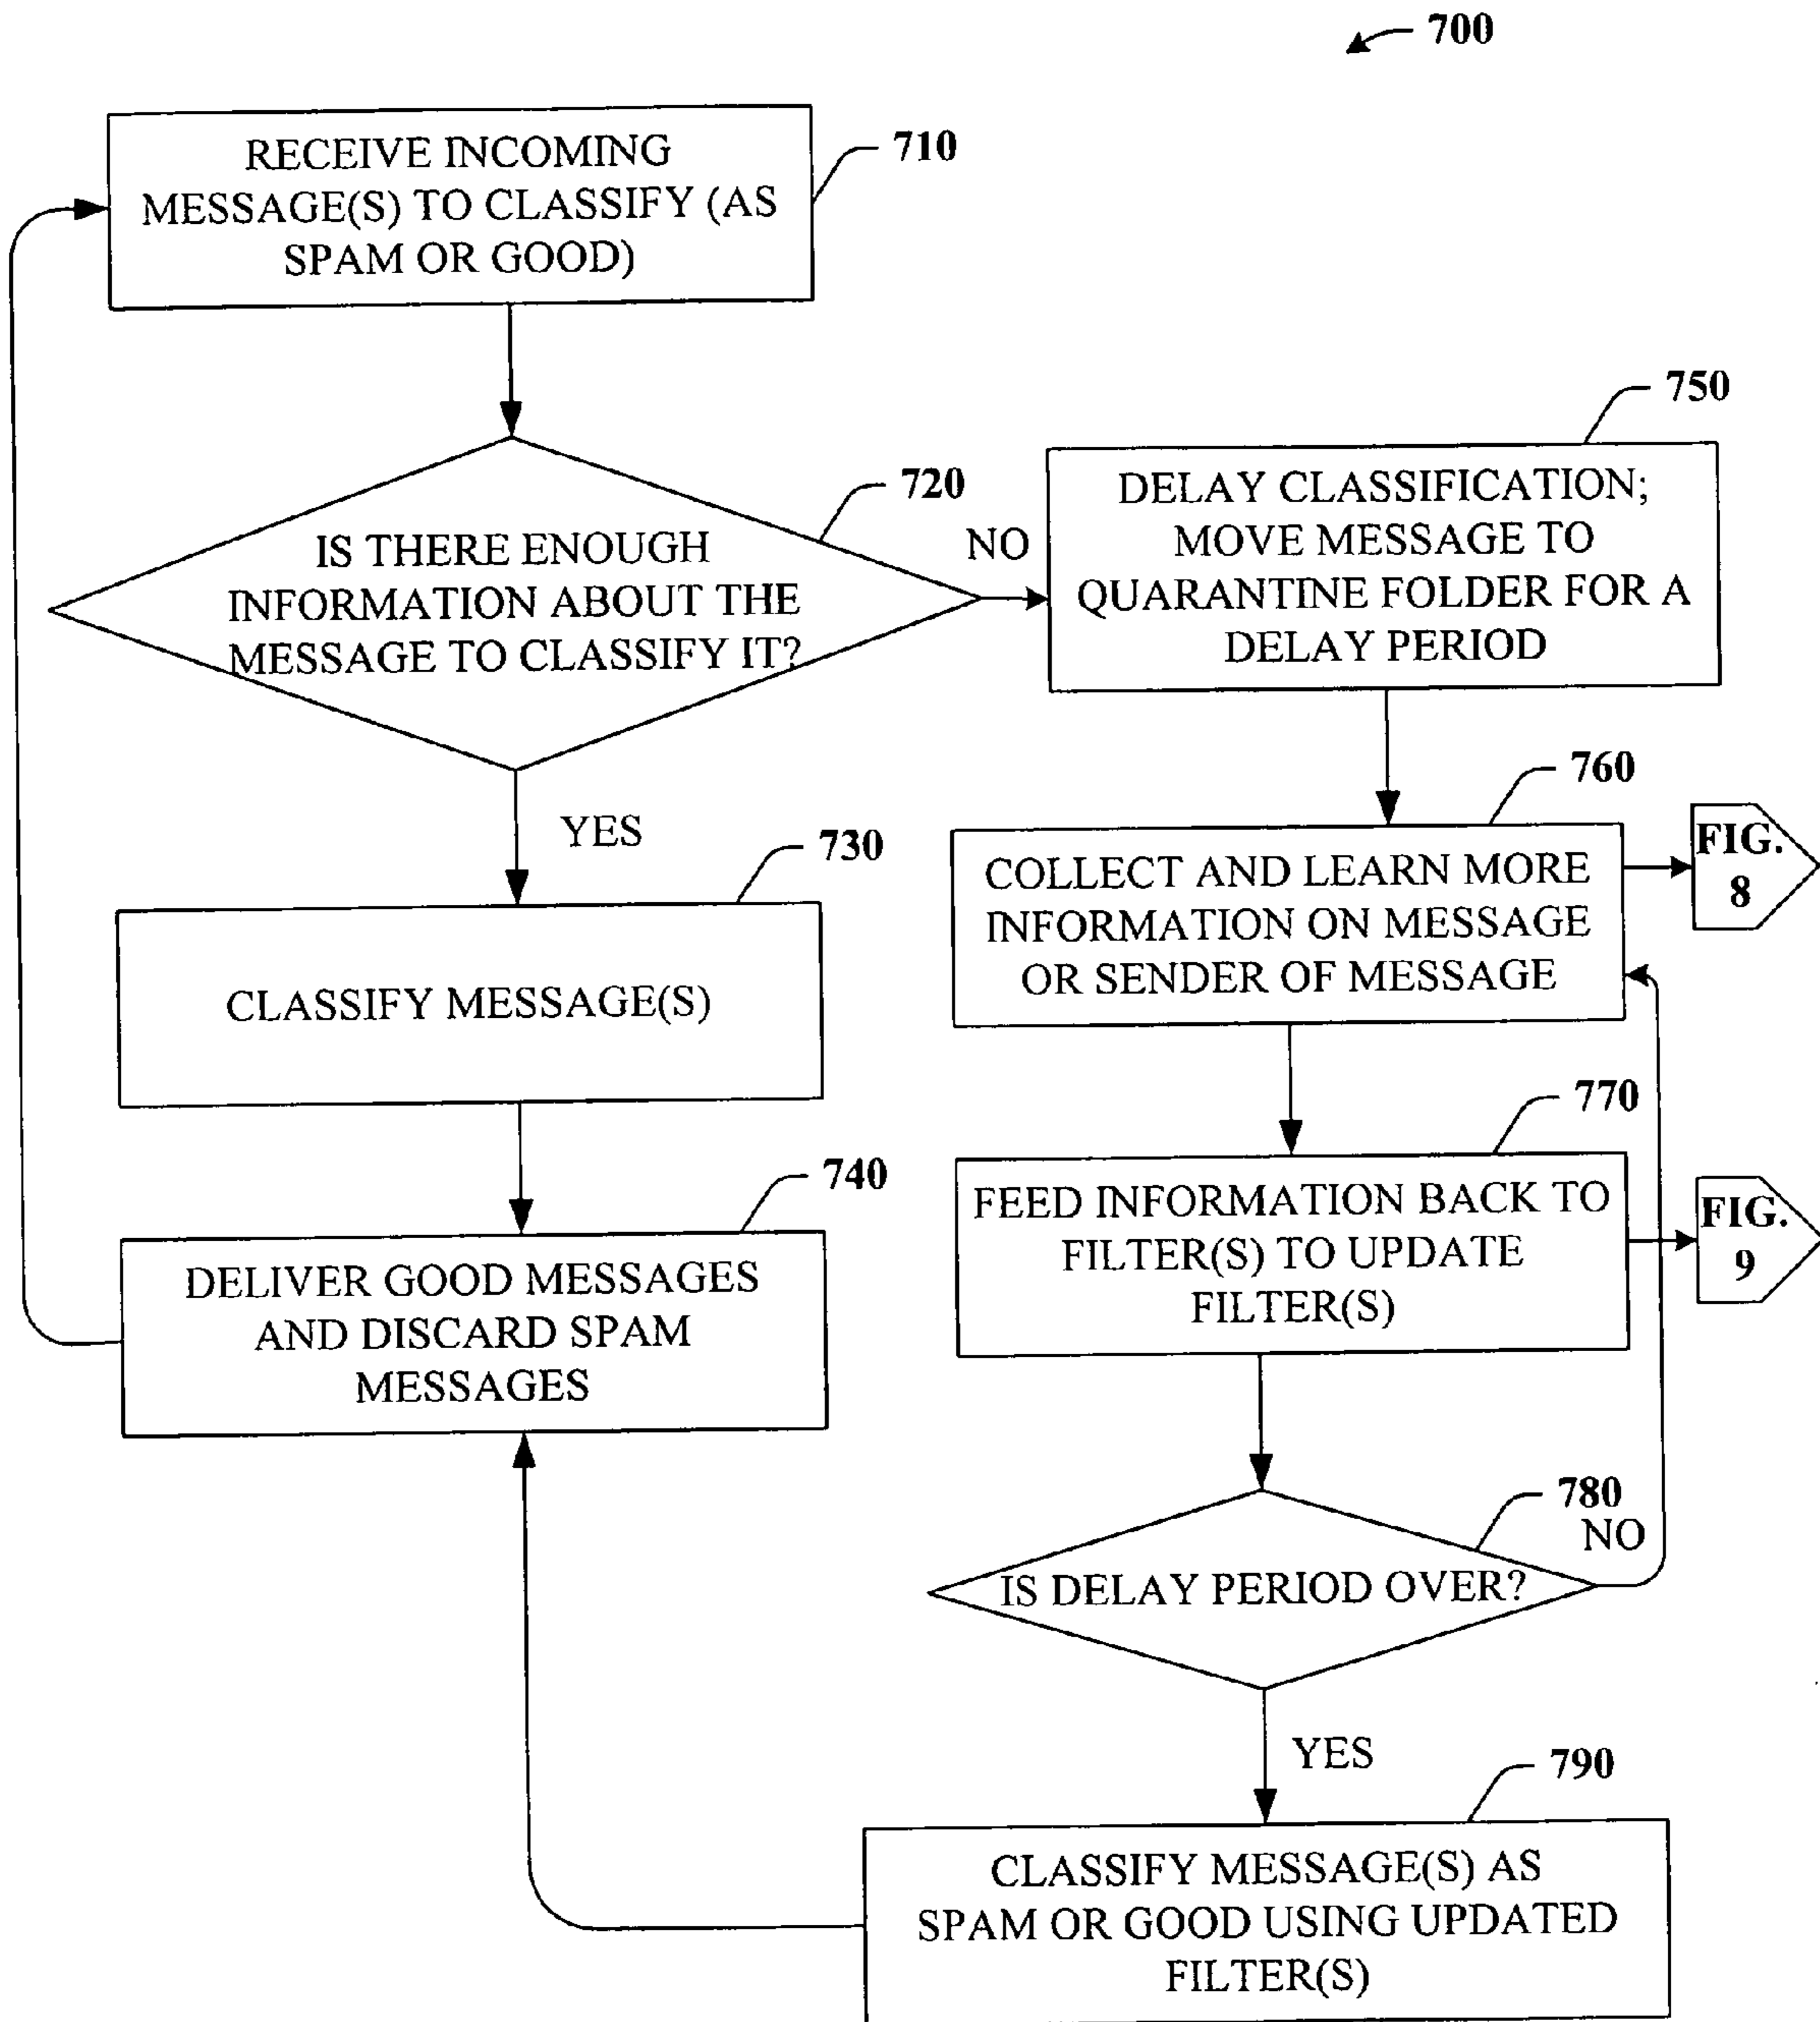 700
RECEIVE INCOMING
MESSAGE(S) TO CLASSIFY (AS
SPAM OR GOOD)
710
IS THERE ENOUGH
INFORMATION ABOUT THE
MESSAGE TO CLASSIFY IT?
720
NO
YES
DELAY CLASSIFICATION;
MOVE MESSAGE TO
QUARANTINE FOLDER FOR A
DELAY PERIOD
750
CLASSIFY MESSAGE(S)
730
DELIVER GOOD MESSAGES
AND DISCARD SPAM
MESSAGES
740
COLLECT AND LEARN MORE
INFORMATION ON MESSAGE
OR SENDER OF MESSAGE
760
FIG.
8
FEED INFORMATION BACK TO
FILTER(S) TO UPDATE
FILTER(S)
770
FIG.
9
IS DELAY PERIOD OVER?
780
NO
YES
CLASSIFY MESSAGE(S) AS
SPAM OR GOOD USING UPDATED
FILTER(S)
790